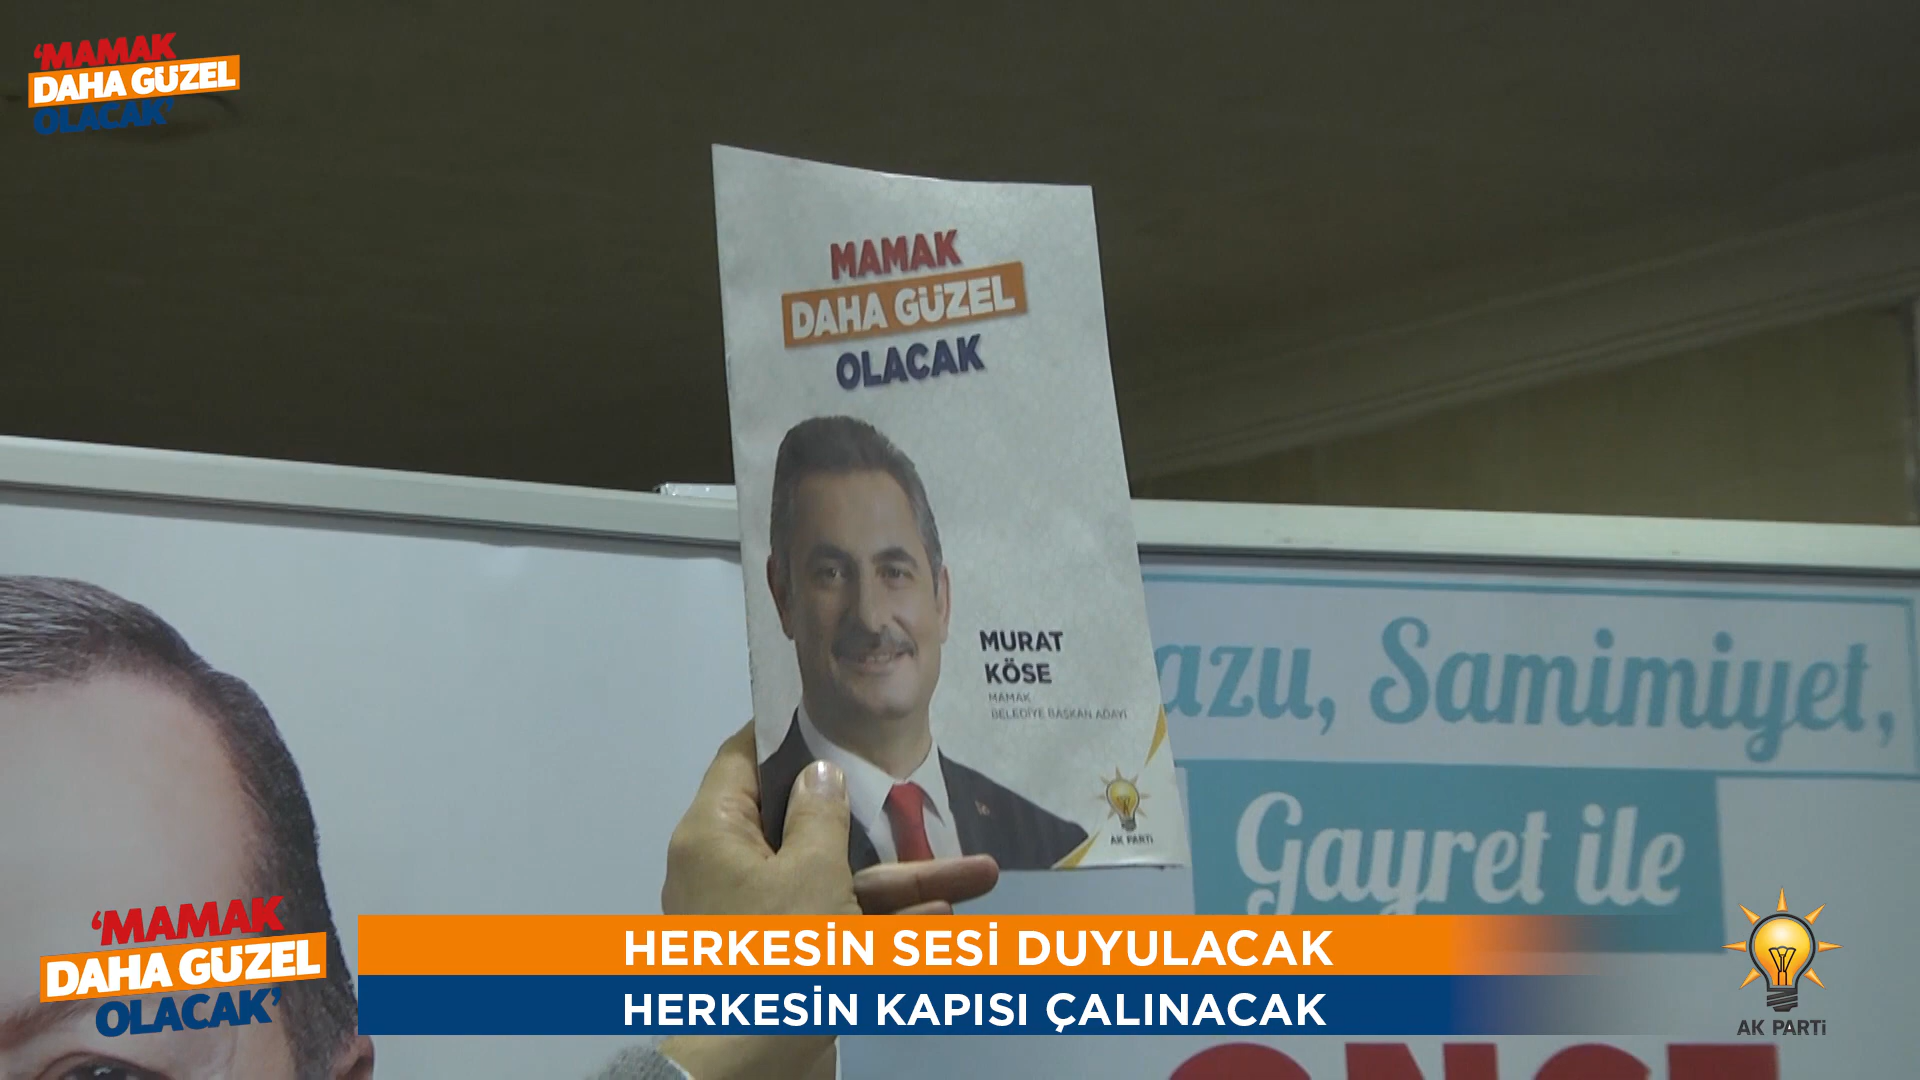 'MAMAK
DAHA GÜZEL
OLACAK'
MAMAK
DAHA GÜZEL
OLACAK
MURAT
KÖSE
MAMAK
BELEDİYE BAŞKAN ADAYI
AK PARTİ
azu, Samimiyet,
Gayret ile
'MAMAK
DAHA GÜZEL
OLACAK'
HERKESİN SESİ DUYULACAK
HERKESİN KAPISI ÇALINACAK
AK PARTİ